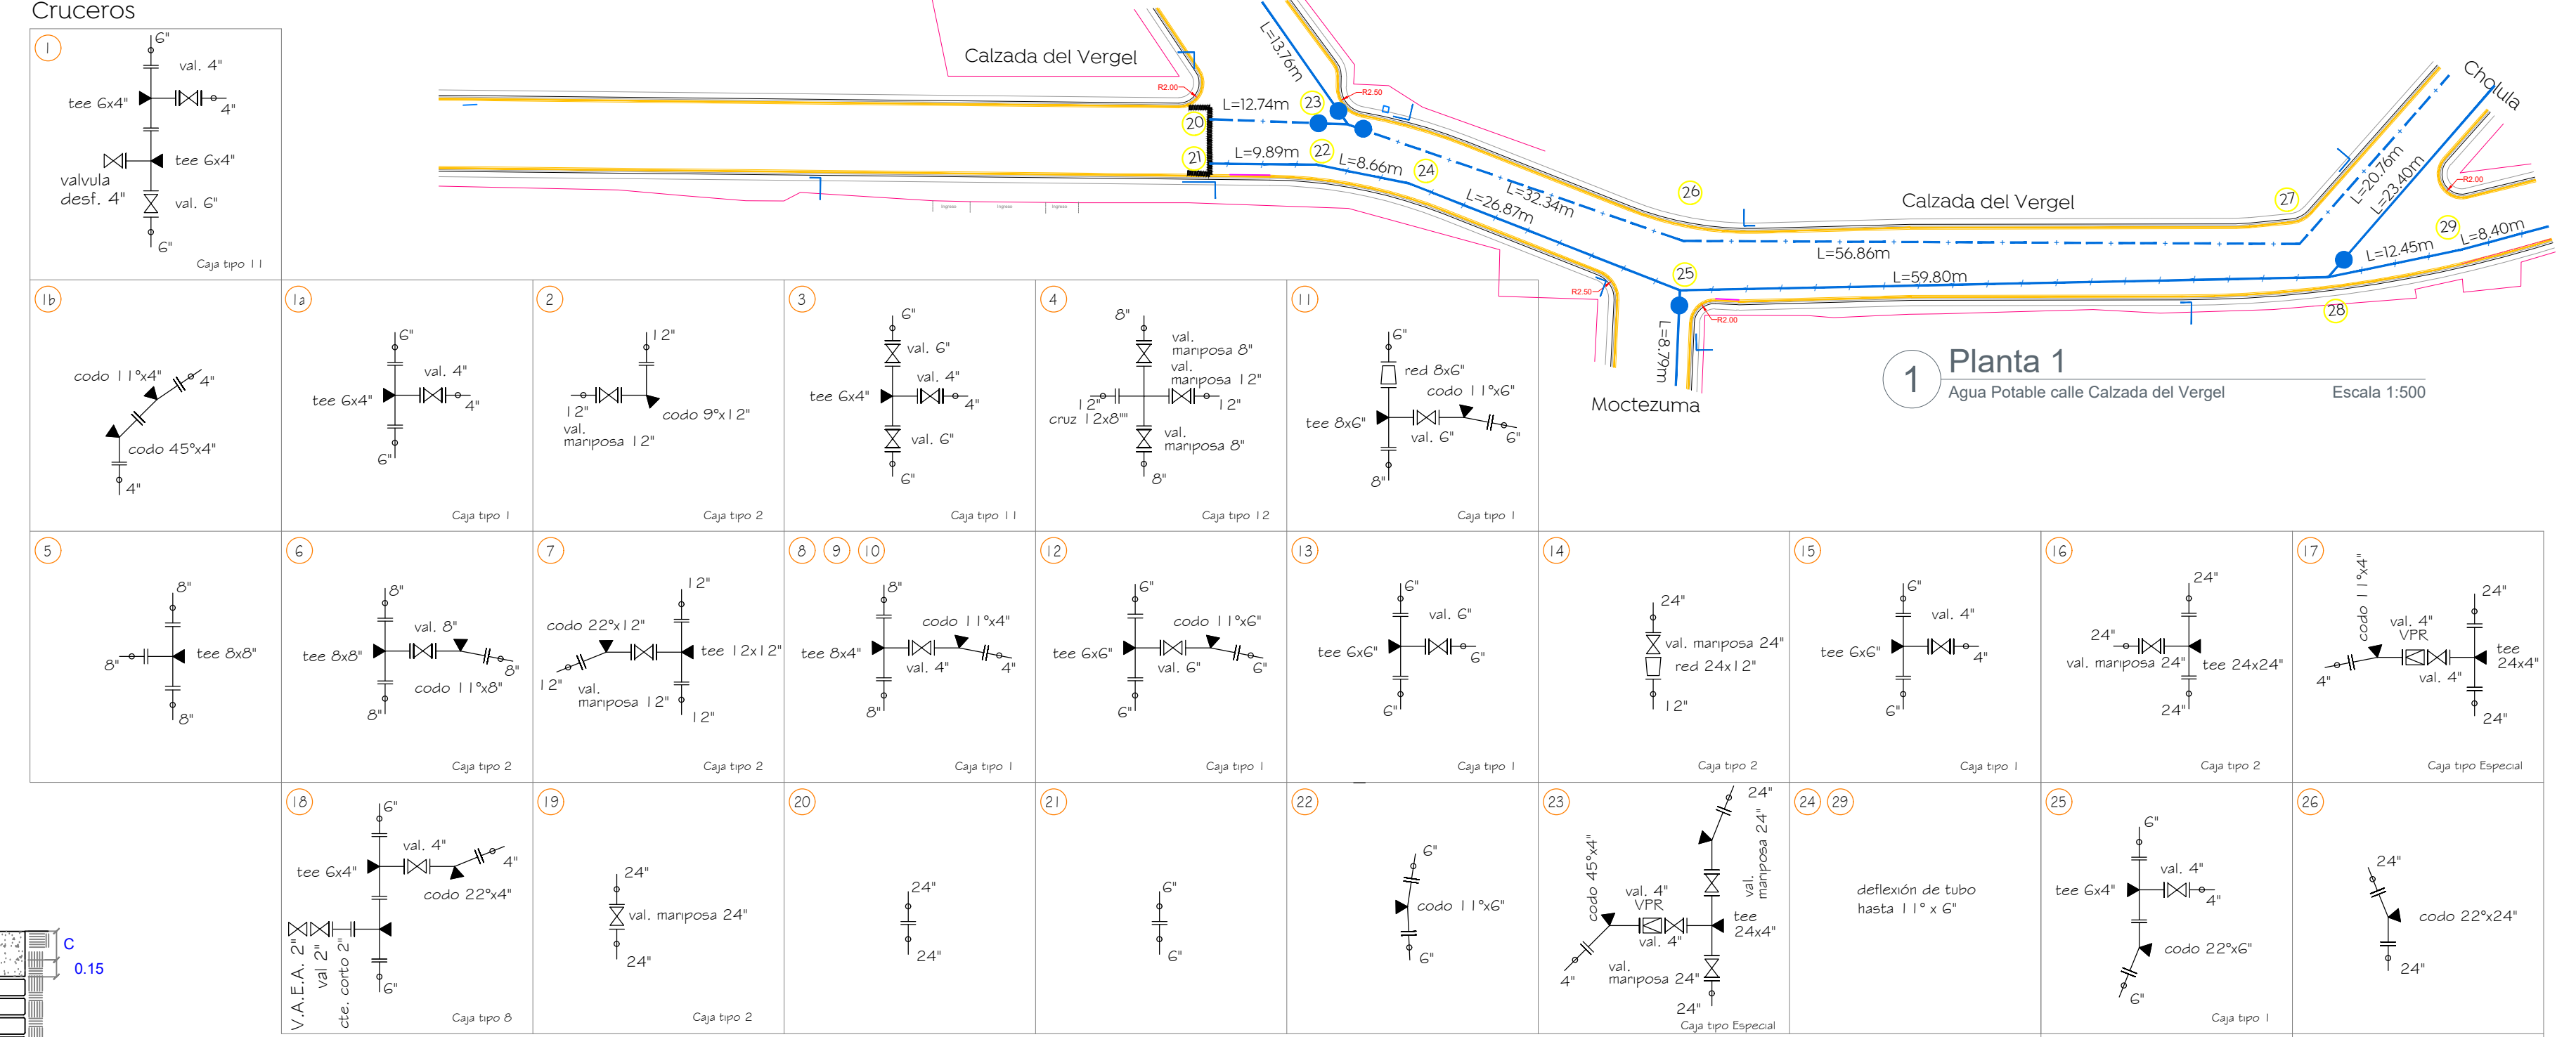 Cruceros
1
6"
val. 4"
tee 6x4"
4"
tee 6x4"
valvula
desf. 4"
val. 6"
6"
Caja tipo 11
Calzada del Vergel
R2.00
L=13.76m
R2.50
L=12.74m
23
20
21
L=9.89m
22
L=8.66m
24
L=32.34m
L=26.87m
26
Calzada del Vergel
27
L=20.76m
L=23.40m
Cholula
R2.00
29
L=8.40m
L=12.45m
L=56.86m
25
L=59.80m
28
R2.50
R2.00
L=8.79m
Moctezuma
Ingreso
Ingreso
Ingreso
1
Planta 1
Agua Potable calle Calzada del Vergel
Escala 1:500
1b
codo 11°x4"
4"
codo 45°x4"
4"
1a
6"
val. 4"
tee 6x4"
4"
6"
Caja tipo 1
2
12"
12"
val.
mariposa 12"
codo 9°x12"
Caja tipo 2
3
6"
val. 6"
val. 4"
tee 6x4"
4"
val. 6"
6"
Caja tipo 11
4
8"
val.
mariposa 8"
val.
mariposa 12"
12"
12"
cruz 12x8""
val.
mariposa 8"
8"
Caja tipo 12
11
6"
red 8x6"
codo 11°x6"
tee 8x6"
val. 6"
6"
8"
Caja tipo 1
5
8"
8"
tee 8x8"
8"
6
8"
val. 8"
tee 8x8"
8"
codo 11°x8"
8"
Caja tipo 2
7
12"
codo 22°x12"
tee 12x12"
12"
val.
mariposa 12"
12"
Caja tipo 2
8 9 10
8"
codo 11°x4"
tee 8x4"
val. 4"
4"
8"
Caja tipo 1
12
6"
codo 11°x6"
tee 6x6"
val. 6"
6"
6"
Caja tipo 1
13
6"
val. 6"
tee 6x6"
6"
6"
Caja tipo 1
14
24"
val. mariposa 24"
red 24x12"
12"
Caja tipo 2
15
6"
val. 4"
tee 6x6"
4"
6"
Caja tipo 1
16
24"
24"
val. mariposa 24"
tee 24x24"
24"
Caja tipo 2
17
codo 11°x4"
24"
val. 4"
VPR
tee
24x4"
4"
val. 4"
24"
Caja tipo Especial
18
6"
val. 4"
tee 6x4"
4"
codo 22°x4"
V.A.E.A. 2"
val 2"
cte. corto 2"
6"
Caja tipo 8
19
24"
val. mariposa 24"
24"
Caja tipo 2
20
24"
24"
21
6"
6"
22
6"
codo 11°x6"
6"
23
24"
val.
mariposa 24"
codo 45°x4"
val. 4"
VPR
tee
24x4"
val. 4"
4"
val.
mariposa 24"
24"
Caja tipo Especial
24 29
deflexión de tubo
hasta 11° x 6"
25
6"
val. 4"
tee 6x4"
4"
codo 22°x6"
6"
Caja tipo 1
26
24"
codo 22°x24"
24"
C
0.15